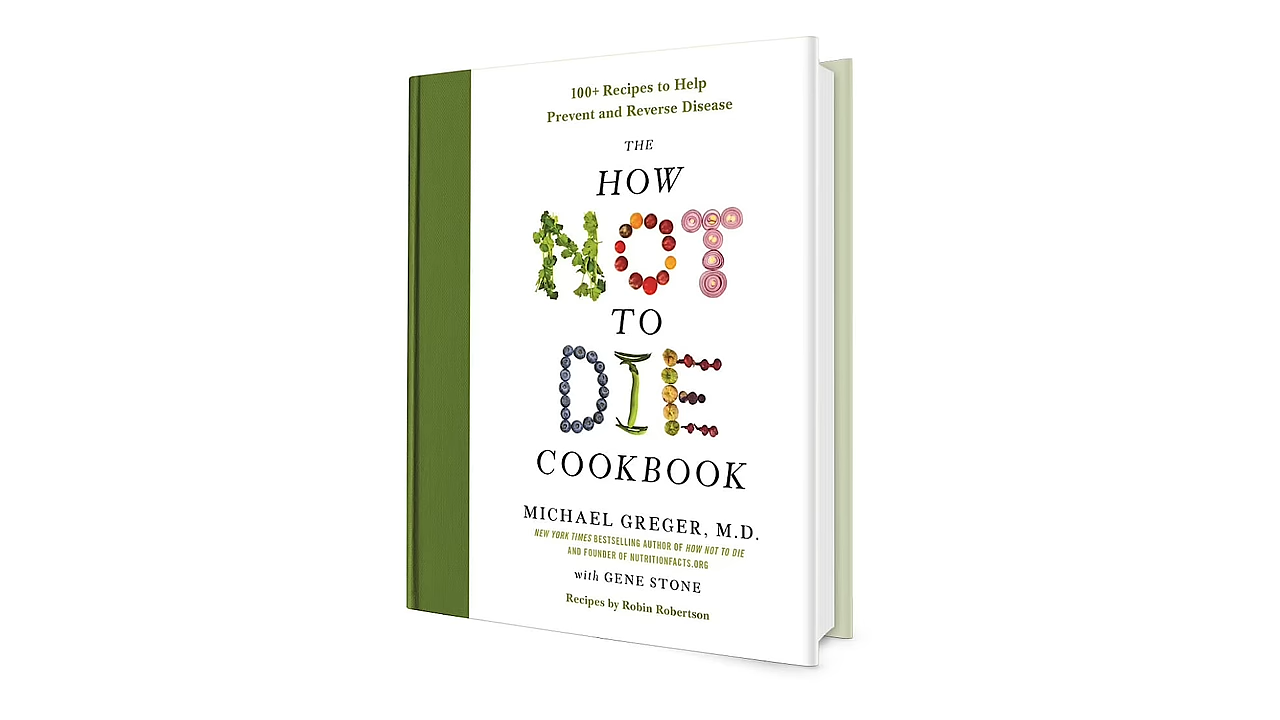 100+ Recipes to Help
Prevent and Reverse Disease
THE
HOW
NOT
TO
DIE
COOKBOOK
MICHAEL GREGER, M.D.
NEW YORK TIMES BESTSELLING AUTHOR OF HOW NOT TO DIE
AND FOUNDER OF NUTRITIONFACTS.ORG
with GENE STONE
Recipes by Robin Robertson